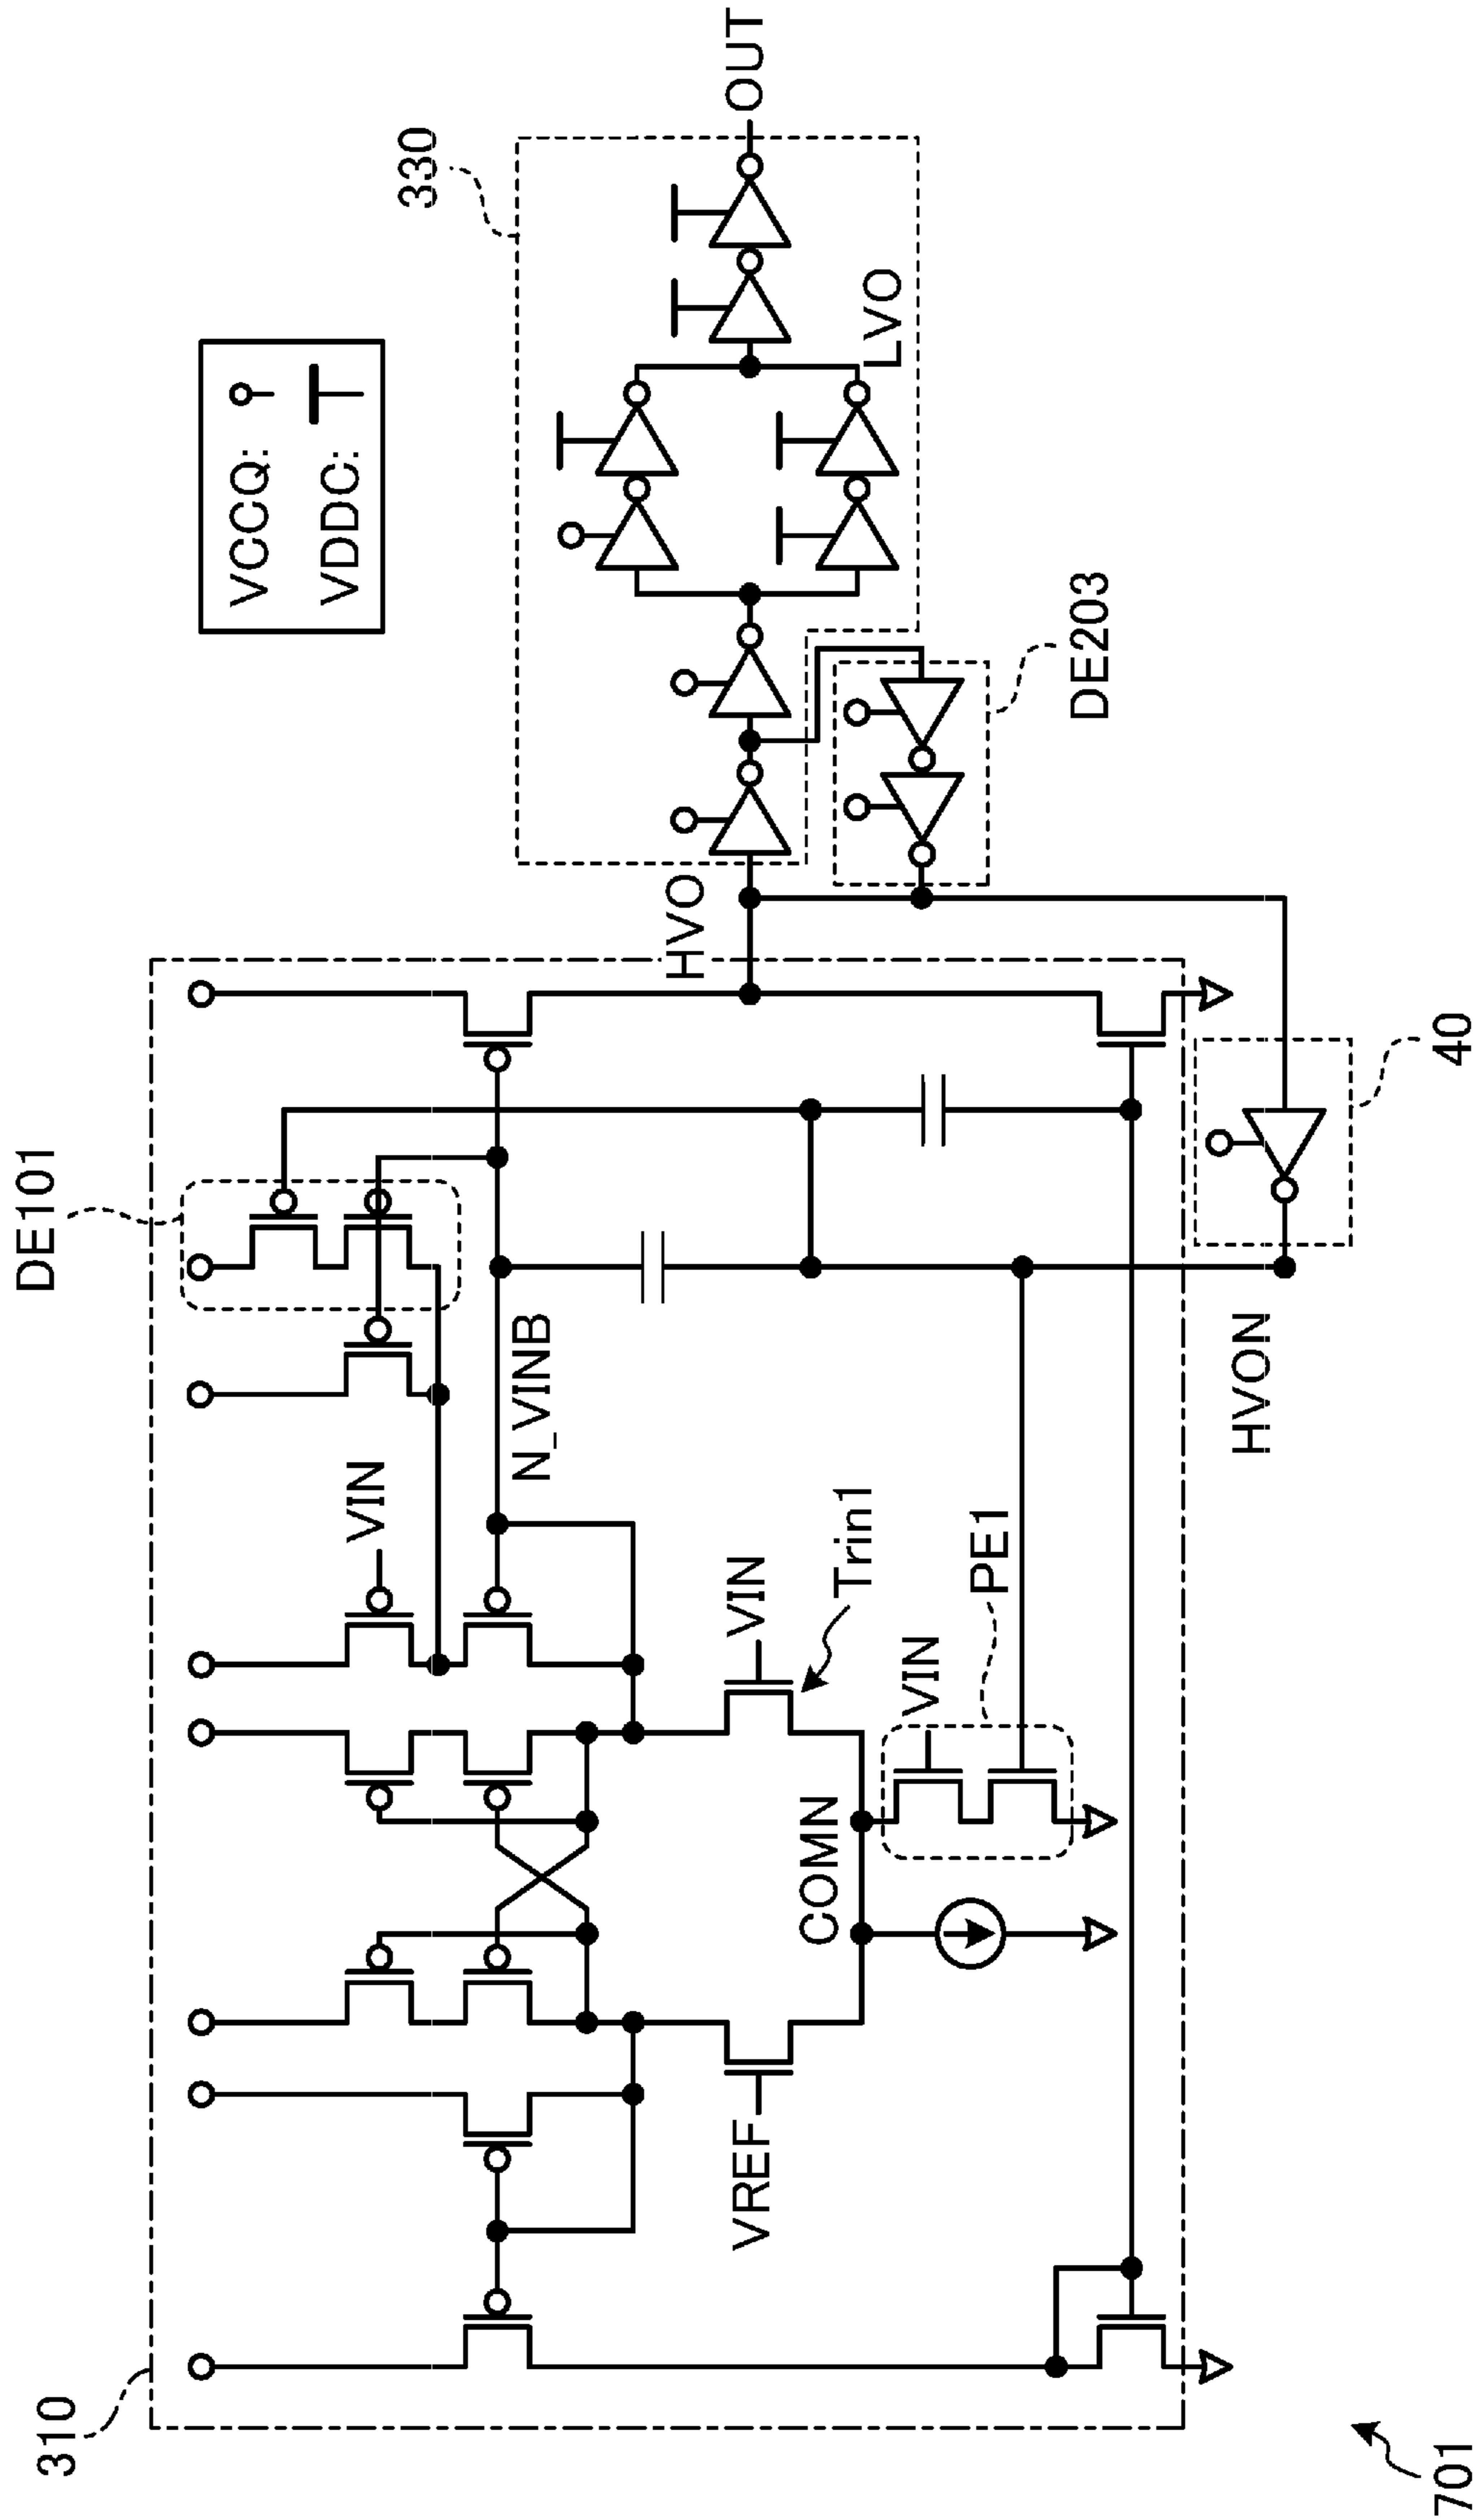 310
DE101
VCCQ:
VDDC:
330
VIN
N_VINB
HVO
OUT
LVO
VREF
VIN
Trin1
COMN
VIN
PE1
DE203
HVON
40
701